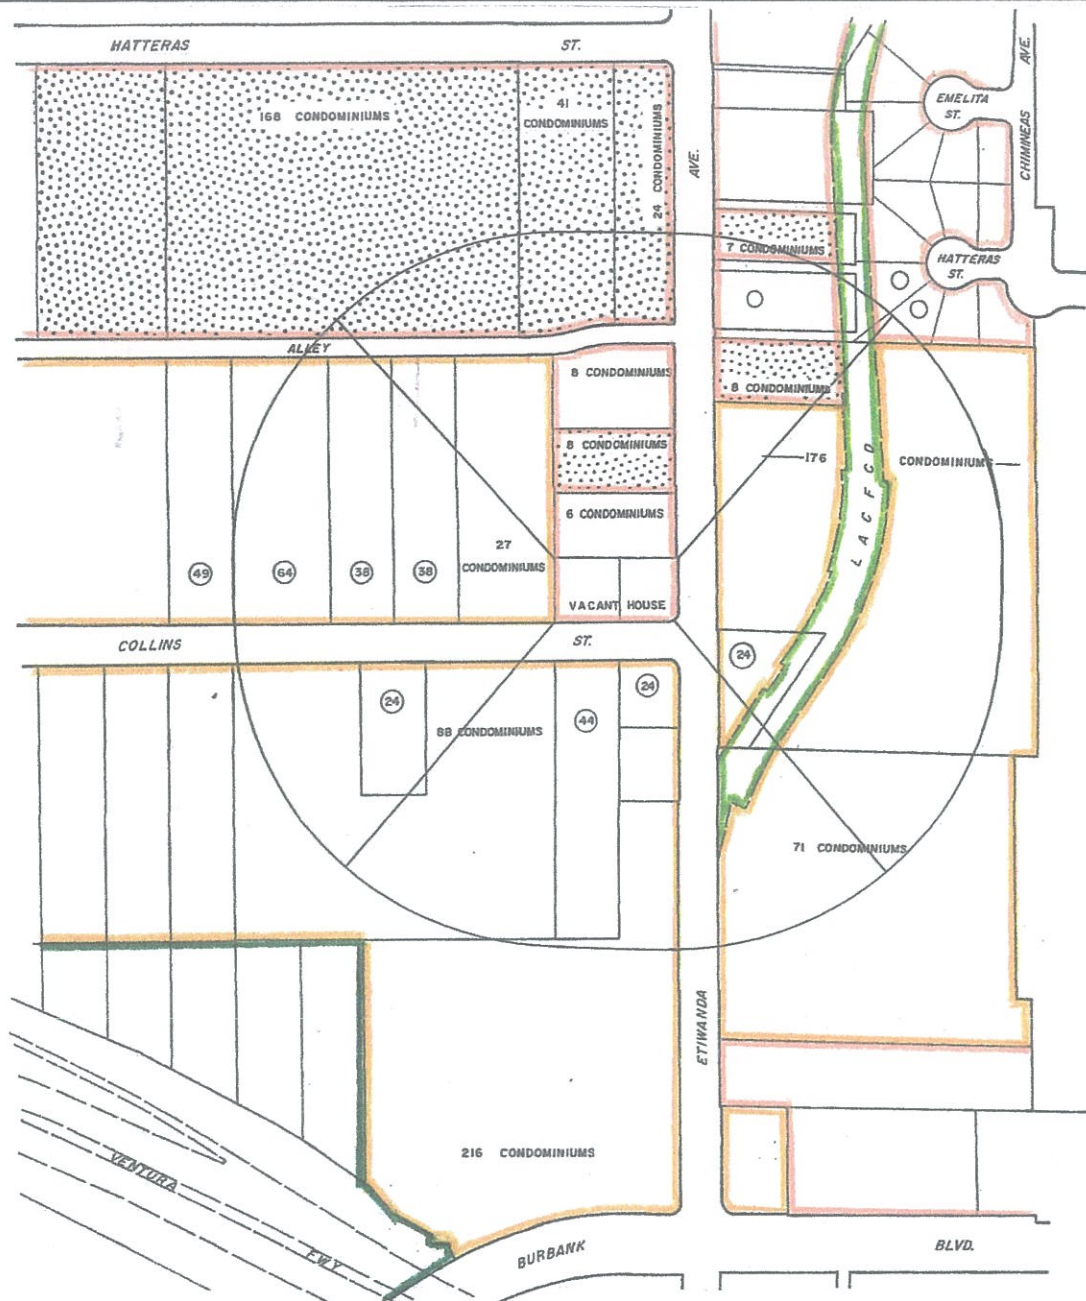 HATTERAS ST.
CHIMINEAS AVE.
EMELITA
ST.
168 CONDOMINIUMS
41
CONDOMINIUMS
24 CONDOMINIUMS
AVE.
7 CONDOMINIUMS
HATTERAS
ST.
ALLEY
8 CONDOMINIUMS
8 CONDOMINIUMS
8 CONDOMINIUMS
176 CONDOMINIUMS
LACFCD
6 CONDOMINIUMS
27
CONDOMINIUMS
49
64
38
38
VACANT HOUSE
COLLINS ST.
24
24
24
44
88 CONDOMINIUMS
71 CONDOMINIUMS
ETIWANDA
216 CONDOMINIUMS
VENTURA
FWY
BURBANK BLVD.